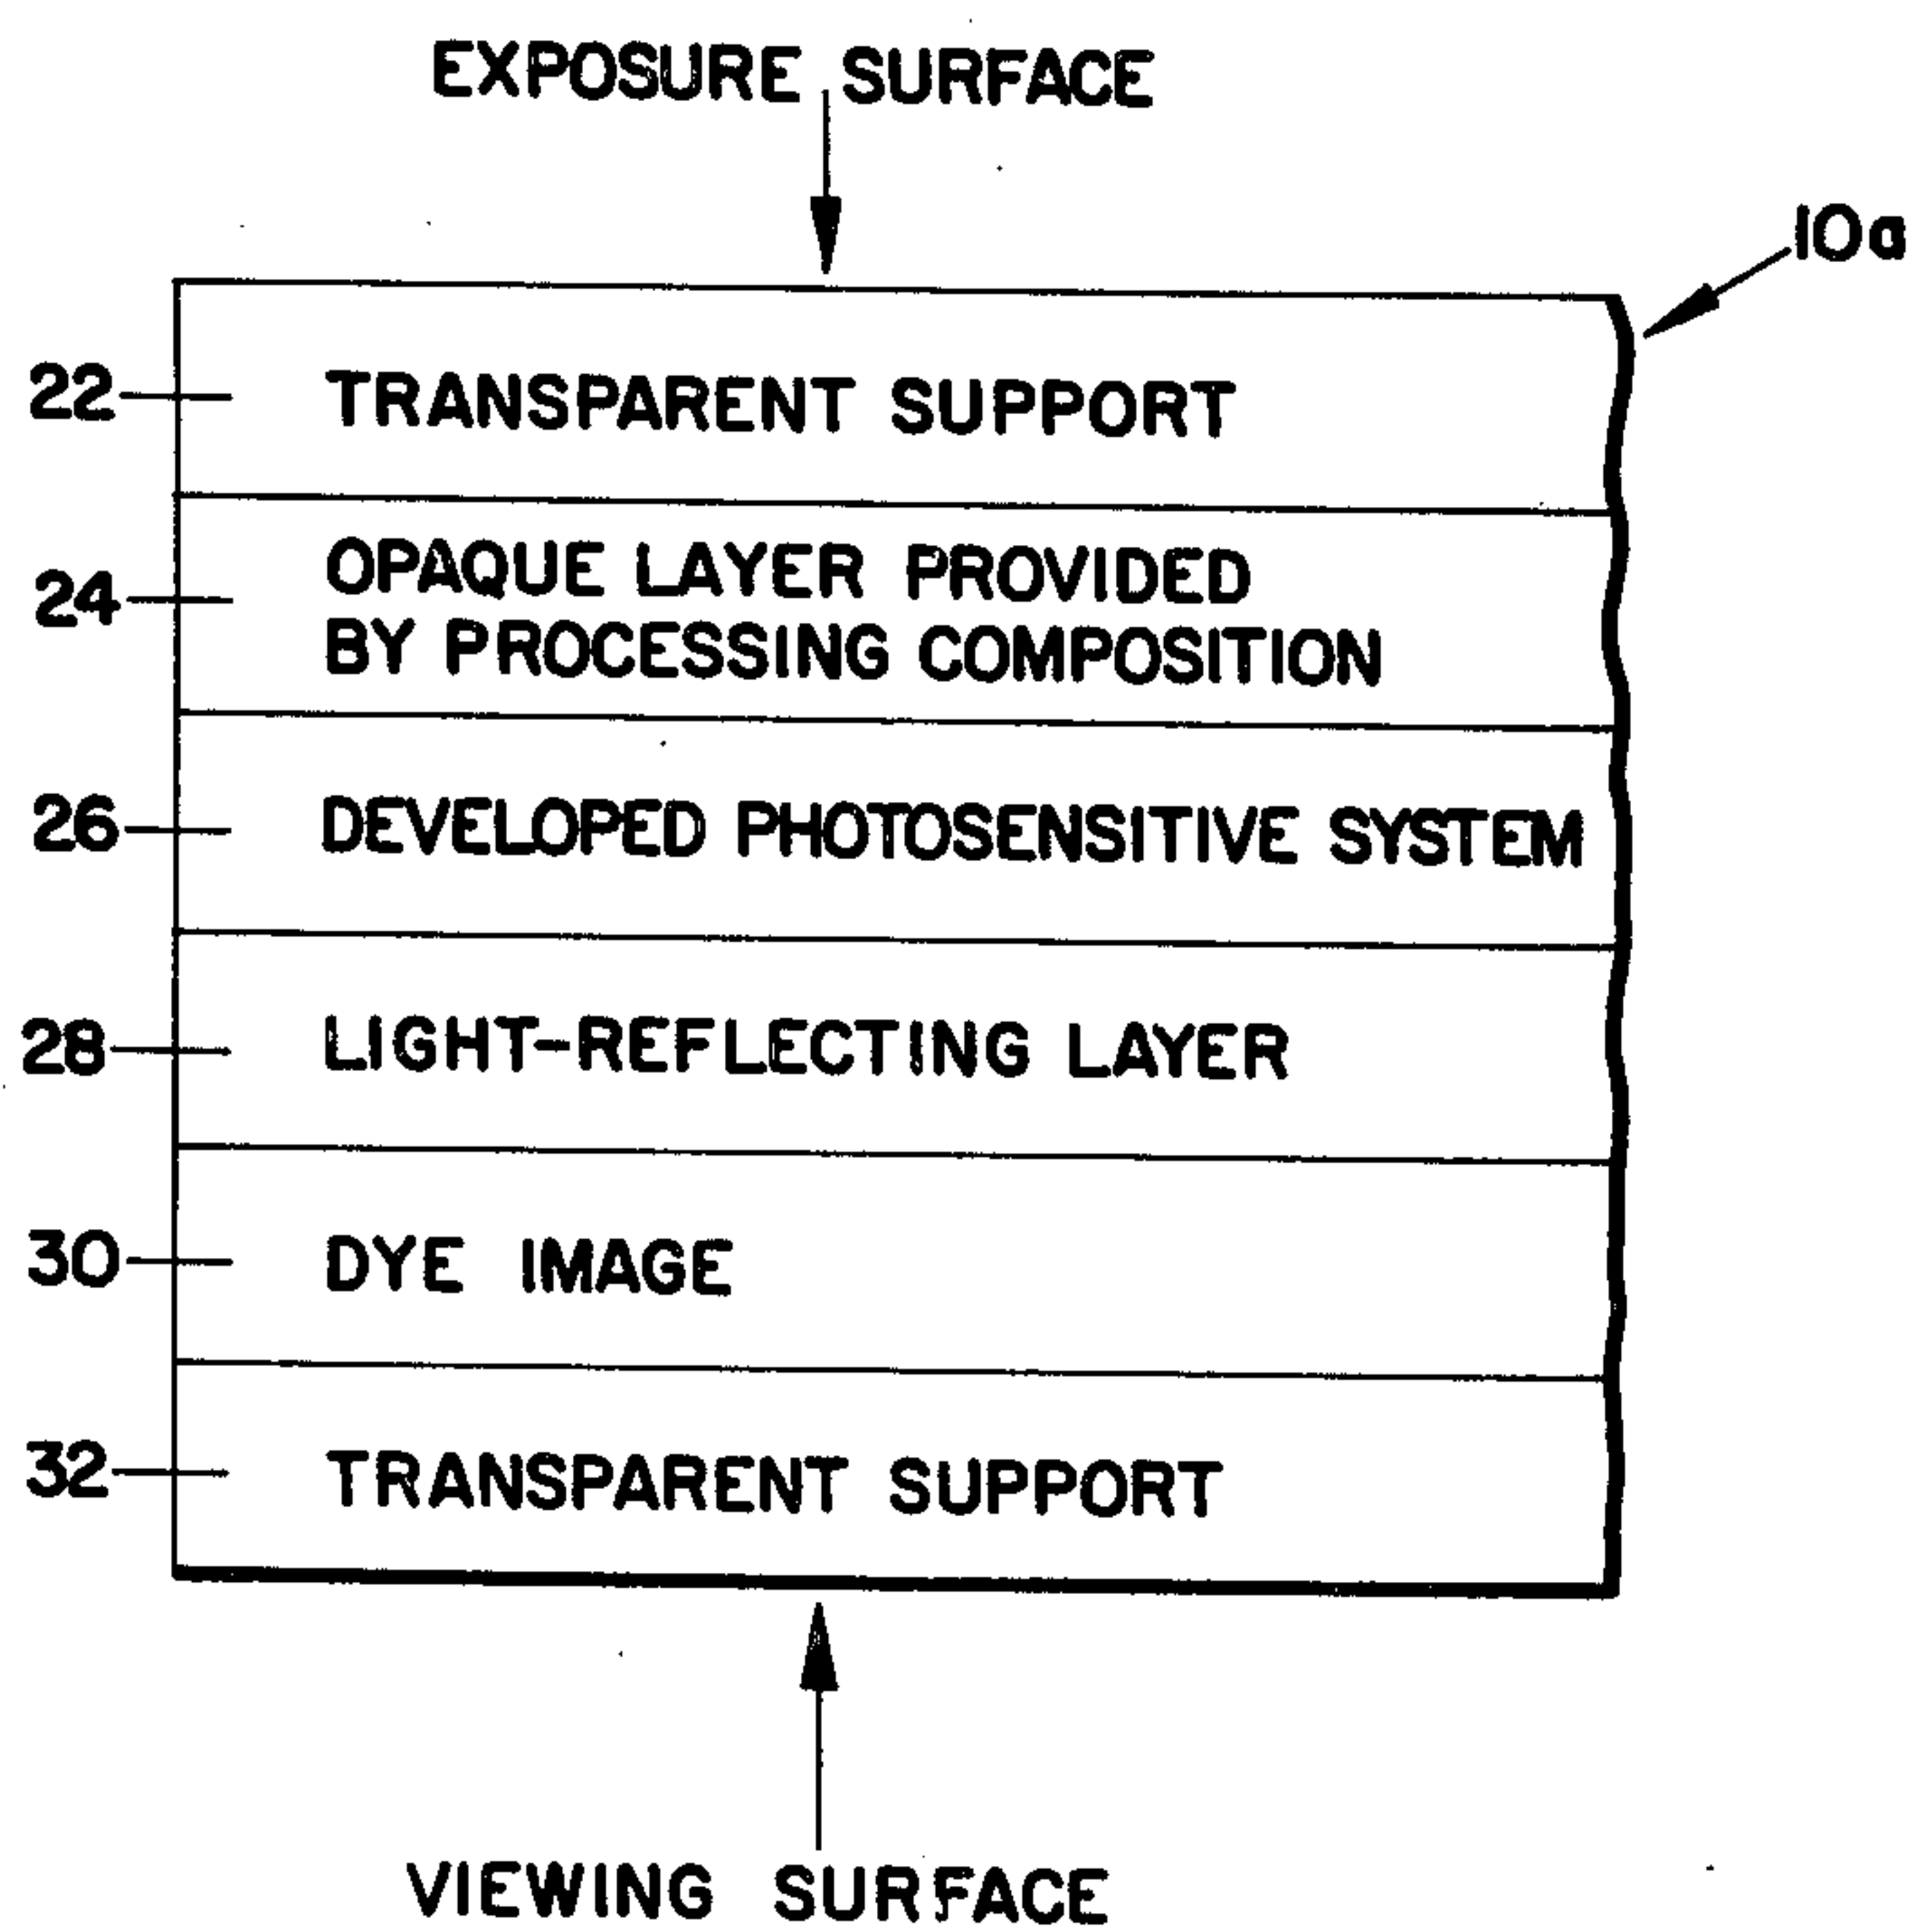 EXPOSURE SURFACE
10a
22 TRANSPARENT SUPPORT
24 OPAQUE LAYER PROVIDED
BY PROCESSING COMPOSITION
26 DEVELOPED PHOTOSENSITIVE SYSTEM
28 LIGHT-REFLECTING LAYER
30 DYE IMAGE
32 TRANSPARENT SUPPORT
VIEWING SURFACE